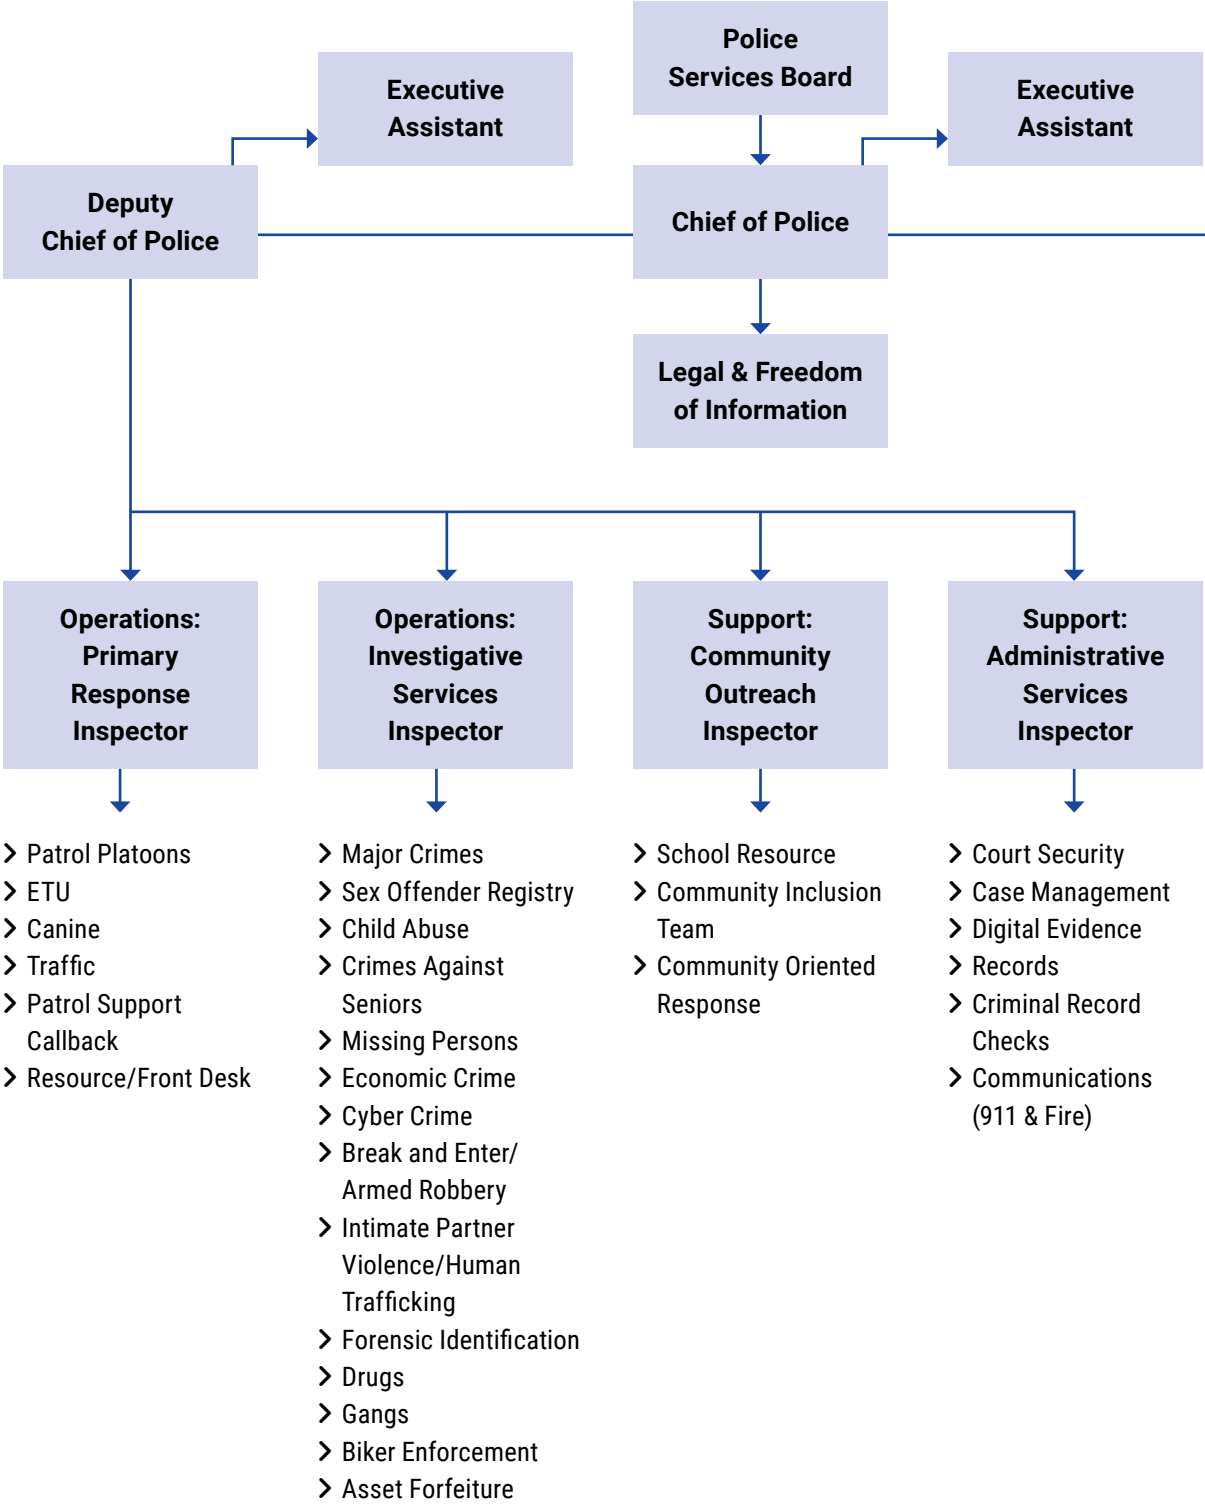 Police
Services Board
Executive
Assistant
Executive
Assistant
Deputy
Chief of Police
Chief of Police
Legal & Freedom
of Information
Operations:
Primary
Response
Inspector
Operations:
Investigative
Services
Inspector
Support:
Community
Outreach
Inspector
Support:
Administrative
Services
Inspector
Patrol Platoons
ETU
Canine
Traffic
Patrol Support
Callback
Resource/Front Desk
Major Crimes
Sex Offender Registry
Child Abuse
Crimes Against
Seniors
Missing Persons
Economic Crime
Cyber Crime
Break and Enter/
Armed Robbery
Intimate Partner
Violence/Human
Trafficking
Forensic Identification
Drugs
Gangs
Biker Enforcement
Asset Forfeiture
School Resource
Community Inclusion
Team
Community Oriented
Response
Court Security
Case Management
Digital Evidence
Records
Criminal Record
Checks
Communications
(911 & Fire)